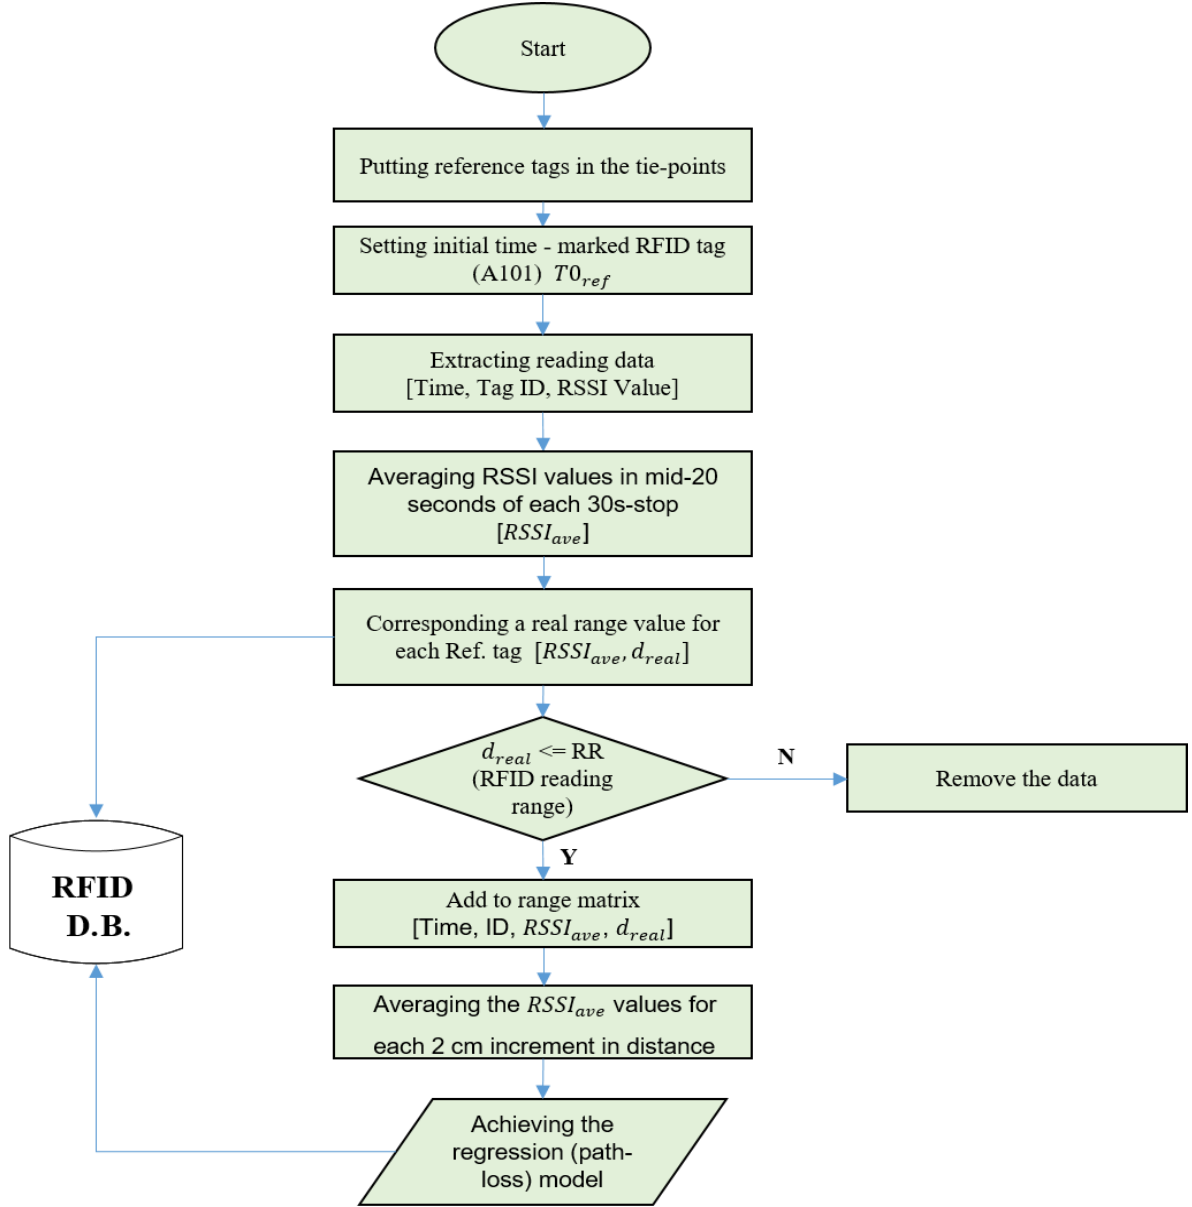 Start
Putting reference tags in the tie-points
Setting initial time - marked RFID tag
(A101) T0ref
Extracting reading data
[Time, Tag ID, RSSI Value]
Averaging RSSI values in mid-20
seconds of each 30s-stop
[RSSIave]
Corresponding a real range value for
each Ref. tag [RSSIave, dreal]
dreal <= RR
(RFID reading
range)
N
Remove the data
Y
RFID
D.B.
Add to range matrix
[Time, ID, RSSIave, dreal]
Averaging the RSSIave values for
each 2 cm increment in distance
Achieving the
regression (path-
loss) model